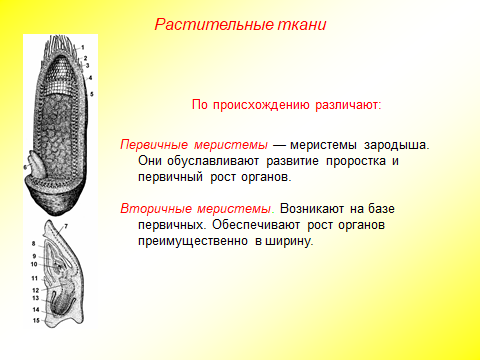 Растительные ткани
По происхождению различают:
Первичные меристемы — меристемы зародыша.
Они обуславливают развитие проростка и
первичный рост органов.
Вторичные меристемы. Возникают на базе
первичных. Обеспечивают рост органов
преимущественно в ширину.
1
2
3
4
5
6
7
8
9
10
11
12
13
14
15